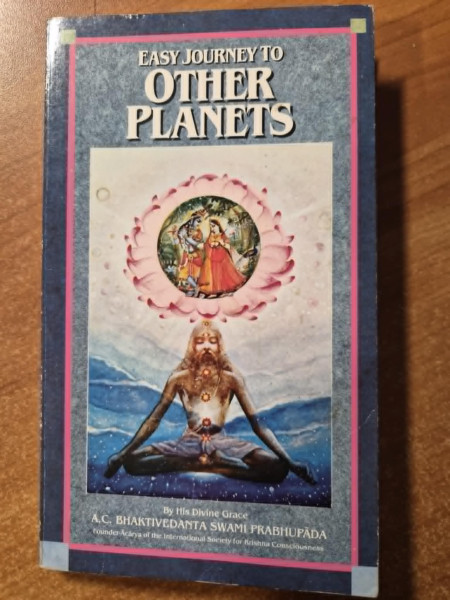 EASY JOURNEY TO
OTHER
PLANETS
By His Divine Grace
A.C. BHAKTIVEDANTA SWAMI PRABHUPĀDA
Founder-Ācārya of the International Society for Krishna Consciousness